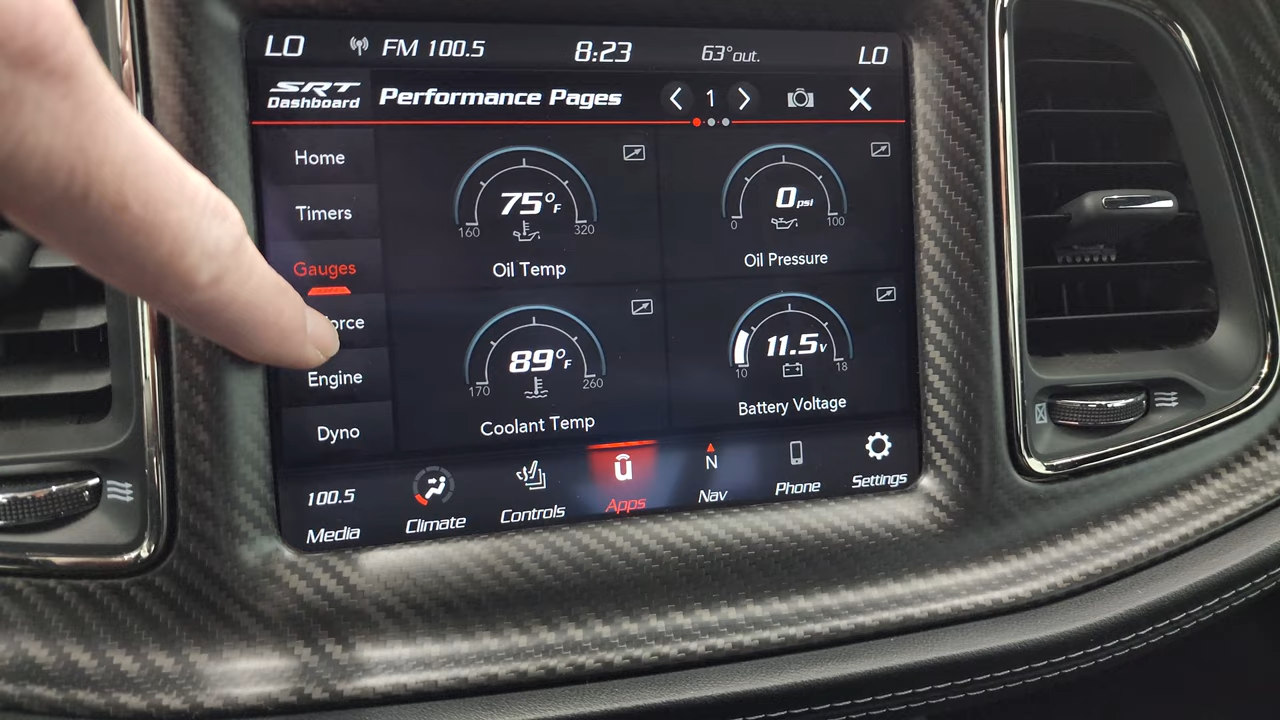 LO FM 100.5 8:23 63°out. LO
SRT
Dashboard
Performance Pages
1
Home
Timers
Gauges
orce
Engine
Dyno
75°F
160 320
Oil Temp
0 psi
0 100
Oil Pressure
89°F
170 260
Coolant Temp
11.5 V
10 18
Battery Voltage
100.5
Media
Climate
Controls
Apps
N
Nav
Phone
Settings